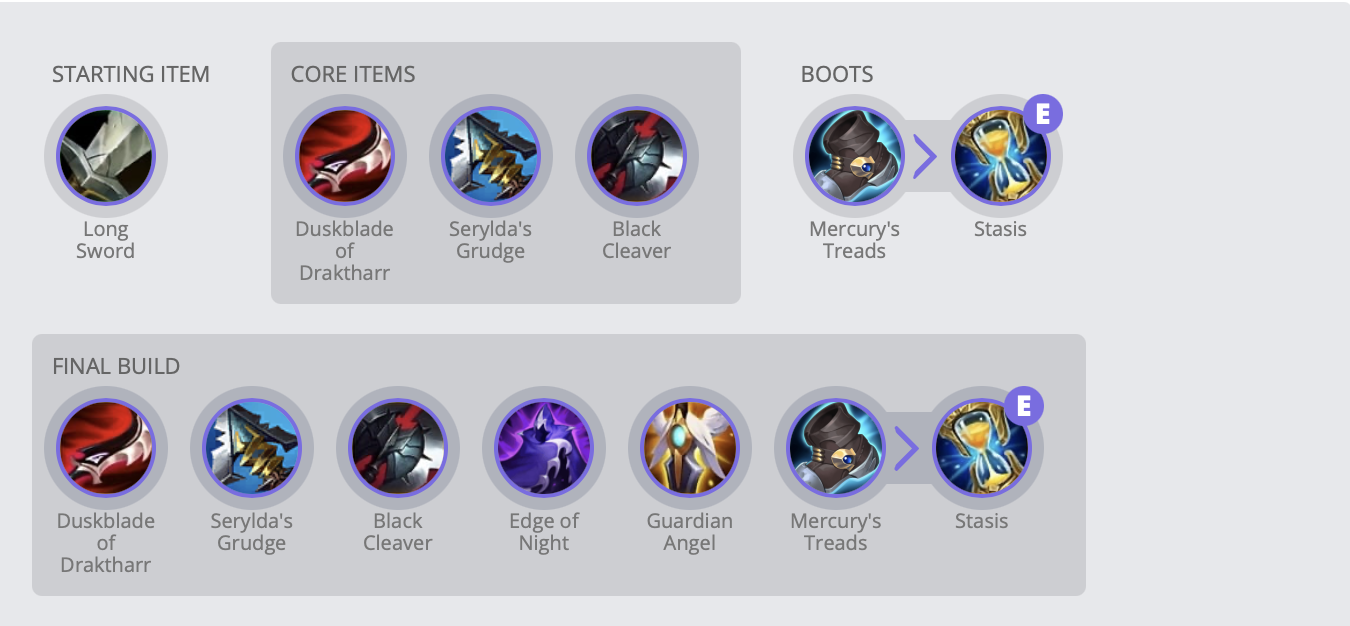 STARTING ITEM
CORE ITEMS
BOOTS
E
Long
Sword
Duskblade
of
Draktharr
Serylda's
Grudge
Black
Cleaver
Mercury's
Treads
Stasis
FINAL BUILD
E
Duskblade
of
Draktharr
Serylda's
Grudge
Black
Cleaver
Edge of
Night
Guardian
Angel
Mercury's
Treads
Stasis